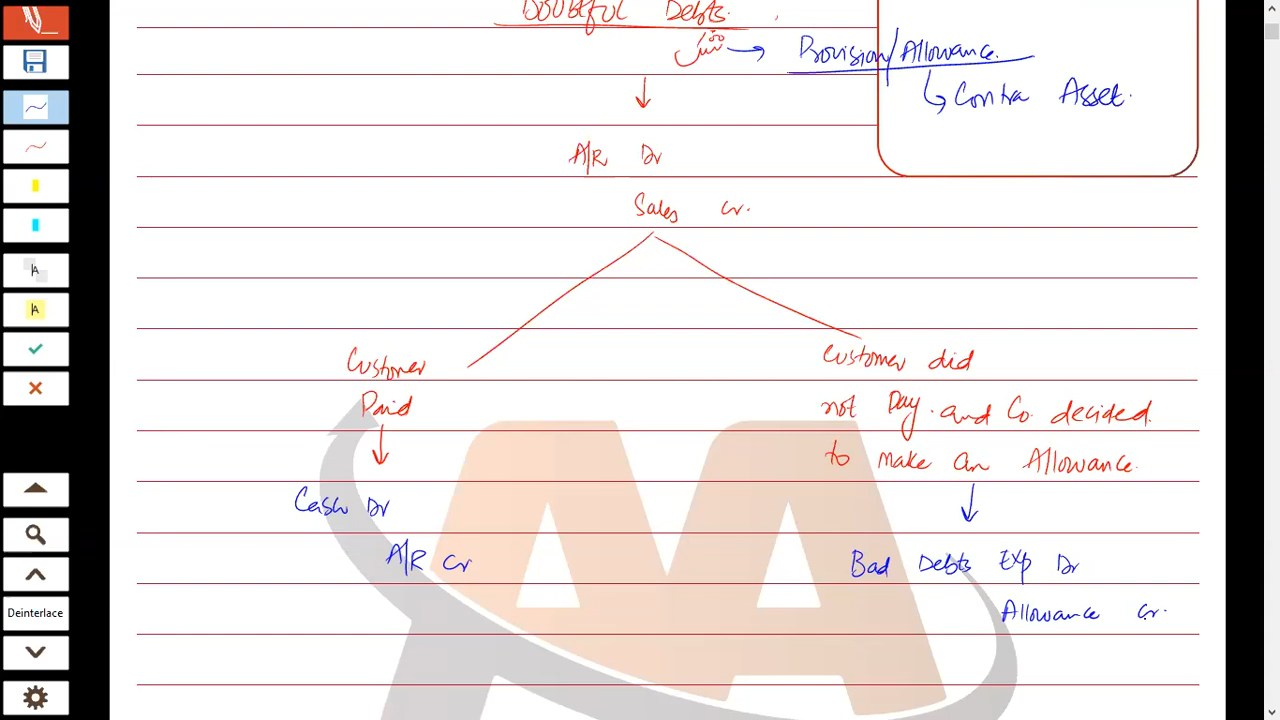 Doubtful Debts.
→ Provision/Allowance.
↳ Contra Asset.
A/R Dr
Sales Cr.
Customer
Paid
Cash Dr
A/R Cr
Customer did
not Pay. and Co. decided.
to make an Allowance.
Bad Debts Exp Dr
Allowance Cr.
Deinterlace